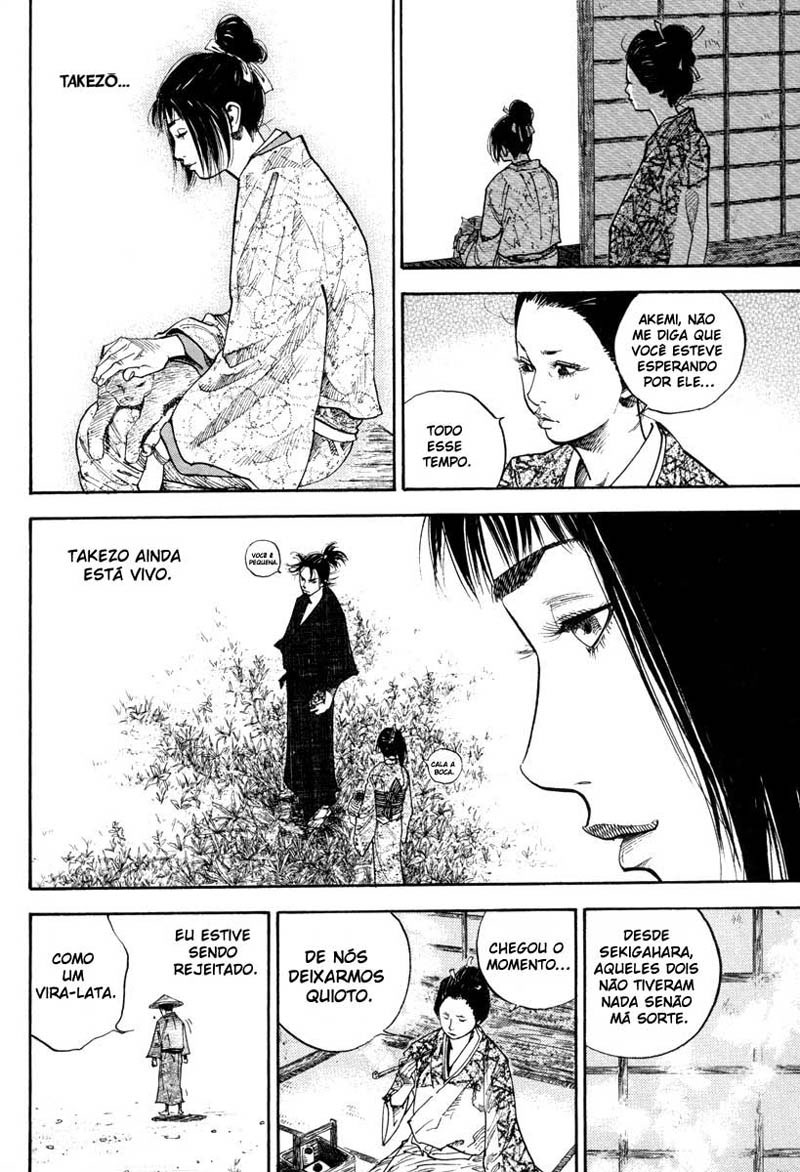 AKEMI, NÃO
ME DIGA QUE
VOCÊ ESTEVE
ESPERANDO
POR ELE...
TODO
ESSE
TEMPO.
TAKEZŌ...
TAKEZO AINDA
ESTÁ VIVO.
VOCÊ É
PEQUENA.
CALA A
BOCA.
DESDE
SEKIGAHARA,
AQUELES DOIS
NÃO TIVERAM
NADA SENÃO
MÁ SORTE.
CHEGOU O
MOMENTO...
DE NÓS
DEIXARMOS
QUIOTO.
EU ESTIVE
SENDO
REJEITADO.
COMO
UM
VIRA-LATA.